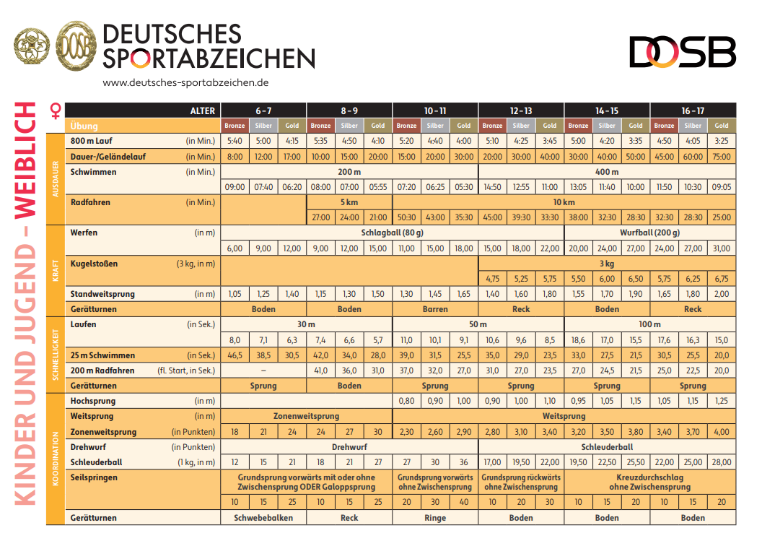 DEUTSCHES
SPORTABZEICHEN
DOSB
DOSB
www.deutsches-sportabzeichen.de
KINDER UND JUGEND – WEIBLICH
ALTER 6–7 8–9 10–11 12–13 14–15 16–17
Übung Bronze Silber Gold Bronze Silber Gold Bronze Silber Gold Bronze Silber Gold Bronze Silber Gold Bronze Silber Gold
AUSDAUER
800 m Lauf (in Min.) 5:40 5:00 4:15 5:35 4:50 4:10 5:20 4:40 4:00 5:10 4:25 3:45 5:00 4:20 3:35 4:50 4:05 3:25
Dauer-/Geländelauf (in Min.) 8:00 12:00 17:00 10:00 15:00 20:00 15:00 20:00 30:00 20:00 30:00 40:00 30:00 40:00 50:00 45:00 60:00 75:00
Schwimmen (in Min.) 200 m 400 m
09:00 07:40 06:20 08:00 07:00 05:55 07:20 06:25 05:30 14:50 12:55 11:00 13:05 11:40 10:00 11:50 10:30 09:05
Radfahren (in Min.) 5 km 10 km
27:00 24:00 21:00 50:30 43:00 35:30 45:00 39:30 33:30 38:00 32:30 28:30 32:30 28:30 25:00
KRAFT
Werfen (in m) Schlagball (80 g) Wurfball (200 g)
6,00 9,00 12,00 9,00 12,00 15,00 11,00 15,00 18,00 15,00 18,00 22,00 20,00 24,00 27,00 24,00 27,00 31,00
Kugelstoßen (3 kg, in m) 3 kg
4,75 5,25 5,75 5,50 6,00 6,50 5,75 6,25 6,75
Standweitsprung (in m) 1,05 1,25 1,40 1,15 1,30 1,50 1,30 1,45 1,65 1,40 1,60 1,80 1,55 1,70 1,90 1,65 1,80 2,00
Gerätturnen Boden Boden Barren Reck Boden Reck
SCHNELLIGKEIT
Laufen (in Sek.) 30 m 50 m 100 m
8,0 7,1 6,3 7,4 6,6 5,7 11,0 10,1 9,1 10,6 9,6 8,5 18,6 17,0 15,5 17,6 16,3 15,0
25 m Schwimmen (in Sek.) 46,5 38,5 30,5 42,0 34,0 28,0 39,0 31,5 25,5 35,0 29,0 23,5 33,0 27,5 21,5 30,5 25,5 20,0
200 m Radfahren (fl. Start, in Sek.) – 41,0 36,0 31,0 37,0 32,0 27,0 31,0 27,0 23,5 27,0 24,5 21,5 25,0 22,5 20,0
Gerätturnen Sprung Boden Sprung Sprung Sprung Sprung
KOORDINATION
Hochsprung (in m) 0,80 0,90 1,00 0,90 1,00 1,10 0,95 1,05 1,15 1,05 1,15 1,25
Weitsprung (in m) Zonenweitsprung Weitsprung
Zonenweitsprung (in Punkten) 18 21 24 24 27 30 2,30 2,60 2,90 2,80 3,10 3,40 3,20 3,50 3,80 3,40 3,70 4,00
Drehwurf (in Punkten) Drehwurf Schleuderball
Schleuderball (1 kg, in m) 12 15 21 18 21 27 27 30 36 17,00 19,50 22,00 19,50 22,50 25,50 22,00 25,00 28,00
Seilspringen Grundsprung vorwärts mit oder ohne Grundsprung vorwärts Grundsprung rückwärts Kreuzdurchschlag
Zwischensprung ODER Galoppsprung ohne Zwischensprung ohne Zwischensprung ohne Zwischensprung
10 15 25 10 15 25 20 30 40 10 20 30 10 15 20 10 15 20
Gerätturnen Schwebebalken Reck Ringe Boden Boden Boden